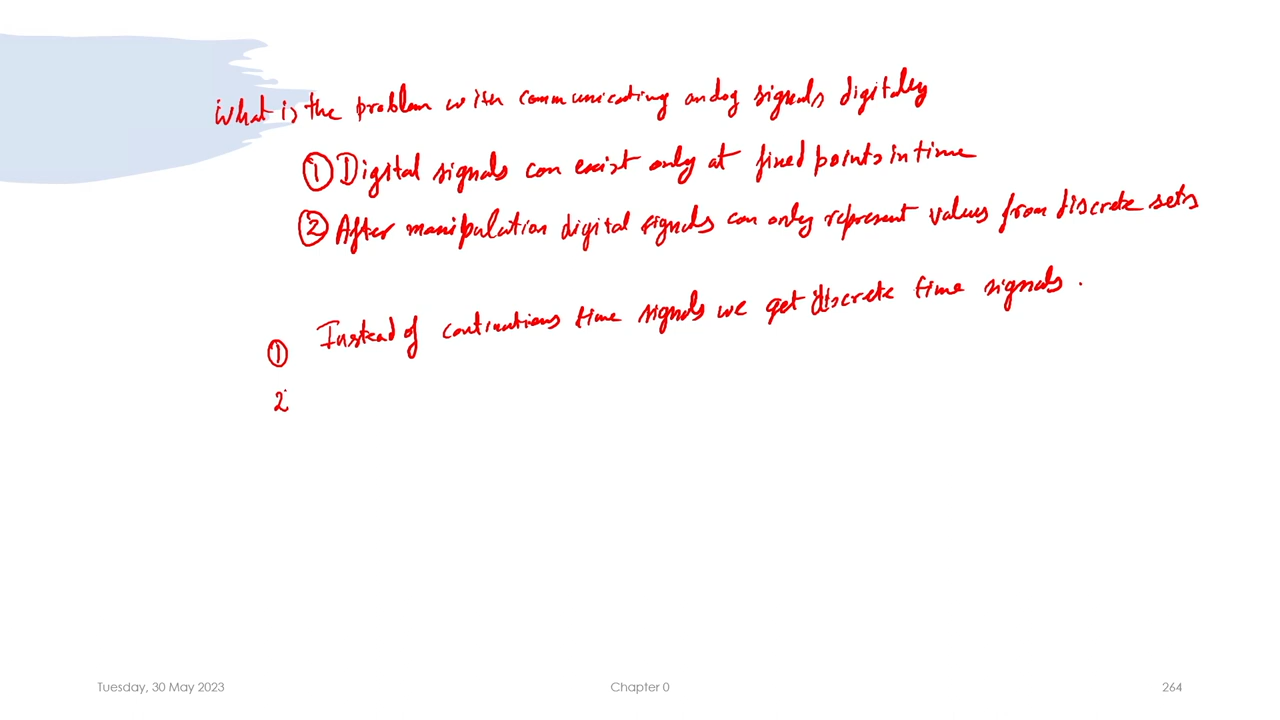 What is the problem with communicating analog signals digitally
① Digital signals can exist only at fixed points in time
② After manipulation digital signals can only represent values from discrete sets
① Instead of continuous time signals we get discrete time signals.
2
Tuesday, 30 May 2023
Chapter 0
264